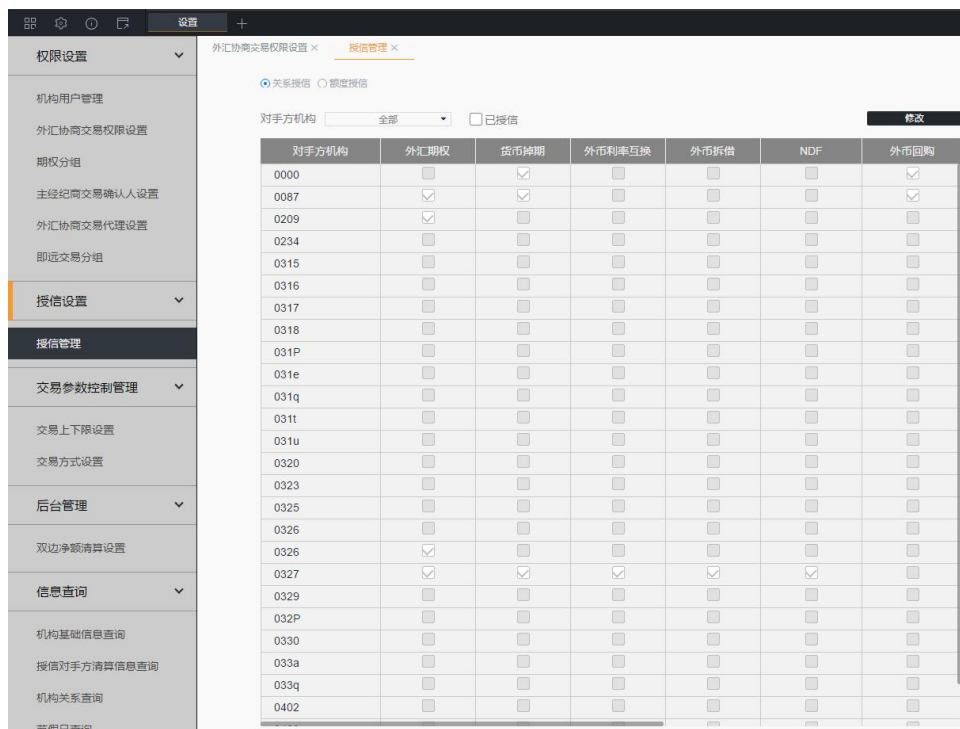 设置
权限设置
机构用户管理
外汇协商交易权限设置
期权分组
主经纪商交易确认人设置
外汇协商交易代理设置
即远交易分组
授信设置
授信管理
交易参数控制管理
交易上下限设置
交易方式设置
后台管理
双边净额清算设置
信息查询
机构基础信息查询
授信对手方清算信息查询
机构关系查询
外汇协商交易权限设置 × 授信管理 ×
关系授信 额度授信
对手方机构 全部 已授信 修改
对手方机构 外汇期权 货币掉期 外币利率互换 外币拆借 NDF 外币回购
0000
0087
0209
0234
0315
0316
0317
0318
031P
031e
031q
031t
031u
0320
0323
0325
0326
0326
0327
0329
032P
0330
033a
033q
0402